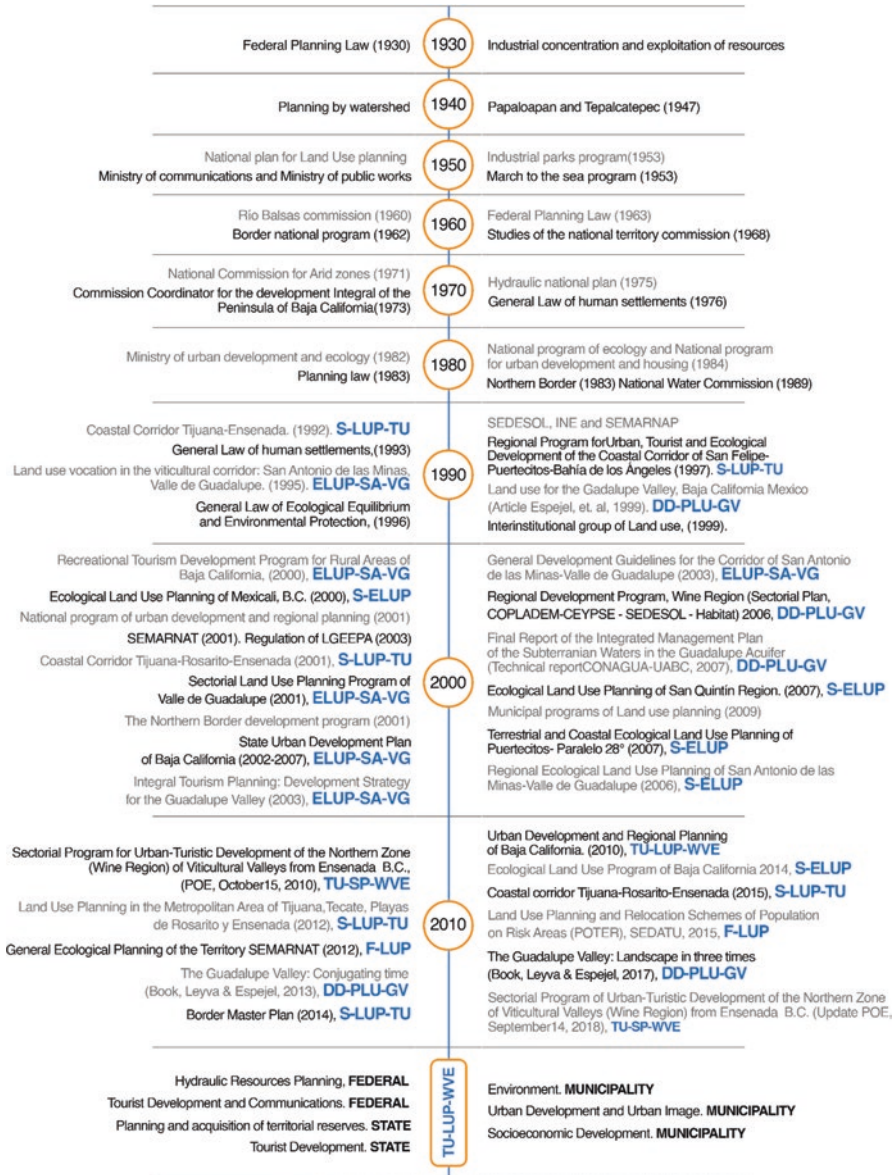 Federal Planning Law (1930)
1930
Industrial concentration and exploitation of resources
Planning by watershed
1940
Papaloapan and Tepalcatepec (1947)
National plan for Land Use planning
Ministry of communications and Ministry of public works
1950
Industrial parks program(1953)
March to the sea program (1953)
Río Balsas commission (1960)
Border national program (1962)
1960
Federal Planning Law (1963)
Studies of the national territory commission (1968)
National Commission for Arid zones (1971)
Commission Coordinator for the development Integral of the
Peninsula of Baja California(1973)
1970
Hydraulic national plan (1975)
General Law of human settlements (1976)
Ministry of urban development and ecology (1982)
Planning law (1983)
1980
National program of ecology and National program
for urban development and housing (1984)
Northern Border (1983) National Water Commission (1989)
Coastal Corridor Tijuana-Ensenada. (1992). S-LUP-TU
General Law of human settlements,(1993)
Land use vocation in the viticultural corridor: San Antonio de las Minas,
Valle de Guadalupe. (1995). ELUP-SA-VG
General Law of Ecological Equilibrium
and Environmental Protection, (1996)
1990
SEDESOL, INE and SEMARNAP
Regional Program forUrban, Tourist and Ecological
Development of the Coastal Corridor of San Felipe-
Puertecitos-Bahía de los Ángeles (1997). S-LUP-TU
Land use for the Gadalupe Valley, Baja California Mexico
(Article Espejel, et. al, 1999). DD-PLU-GV
Interinstitutional group of Land use, (1999).
Recreational Tourism Development Program for Rural Areas of
Baja California, (2000), ELUP-SA-VG
Ecological Land Use Planning of Mexicali, B.C. (2000), S-ELUP
National program of urban development and regional planning (2001)
SEMARNAT (2001). Regulation of LGEEPA (2003)
Coastal Corridor Tijuana-Rosarito-Ensenada (2001), S-LUP-TU
Sectorial Land Use Planning Program of
Valle de Guadalupe (2001), ELUP-SA-VG
The Northern Border development program (2001)
State Urban Development Plan
of Baja California (2002-2007), ELUP-SA-VG
Integral Tourism Planning: Development Strategy
for the Guadalupe Valley (2003), ELUP-SA-VG
2000
General Development Guidelines for the Corridor of San Antonio
de las Minas-Valle de Guadalupe (2003), ELUP-SA-VG
Regional Development Program, Wine Region (Sectorial Plan,
COPLADEM-CEYPSE - SEDESOL - Habitat) 2006, DD-PLU-GV
Final Report of the Integrated Management Plan
of the Subterranian Waters in the Guadalupe Acuifer
(Technical reportCONAGUA-UABC, 2007), DD-PLU-GV
Ecological Land Use Planning of San Quintín Region. (2007), S-ELUP
Municipal programs of Land use planning (2009)
Terrestrial and Coastal Ecological Land Use Planning of
Puertecitos- Paralelo 28° (2007), S-ELUP
Regional Ecological Land Use Planning of San Antonio de las
Minas-Valle de Guadalupe (2006), S-ELUP
Sectorial Program for Urban-Turistic Development of the Northern Zone
(Wine Region) of Viticultural Valleys from Ensenada B.C.,
(POE, October15, 2010), TU-SP-WVE
Land Use Planning in the Metropolitan Area of Tijuana,Tecate, Playas
de Rosarito y Ensenada (2012), S-LUP-TU
General Ecological Planning of the Territory SEMARNAT (2012), F-LUP
The Guadalupe Valley: Conjugating time
(Book, Leyva & Espejel, 2013), DD-PLU-GV
Border Master Plan (2014), S-LUP-TU
2010
Urban Development and Regional Planning
of Baja California. (2010), TU-LUP-WVE
Ecological Land Use Program of Baja California 2014, S-ELUP
Coastal corridor Tijuana-Rosarito-Ensenada (2015), S-LUP-TU
Land Use Planning and Relocation Schemes of Population
on Risk Areas (POTER), SEDATU, 2015, F-LUP
The Guadalupe Valley: Landscape in three times
(Book, Leyva & Espejel, 2017), DD-PLU-GV
Sectorial Program of Urban-Turistic Development of the Northern Zone
of Viticultural Valleys (Wine Region) from Ensenada B.C. (Update POE,
September14, 2018), TU-SP-WVE
Hydraulic Resources Planning, FEDERAL
Tourist Development and Communications. FEDERAL
Planning and acquisition of territorial reserves. STATE
Tourist Development. STATE
TU-LUP-WVE
Environment. MUNICIPALITY
Urban Development and Urban Image. MUNICIPALITY
Socioeconomic Development. MUNICIPALITY